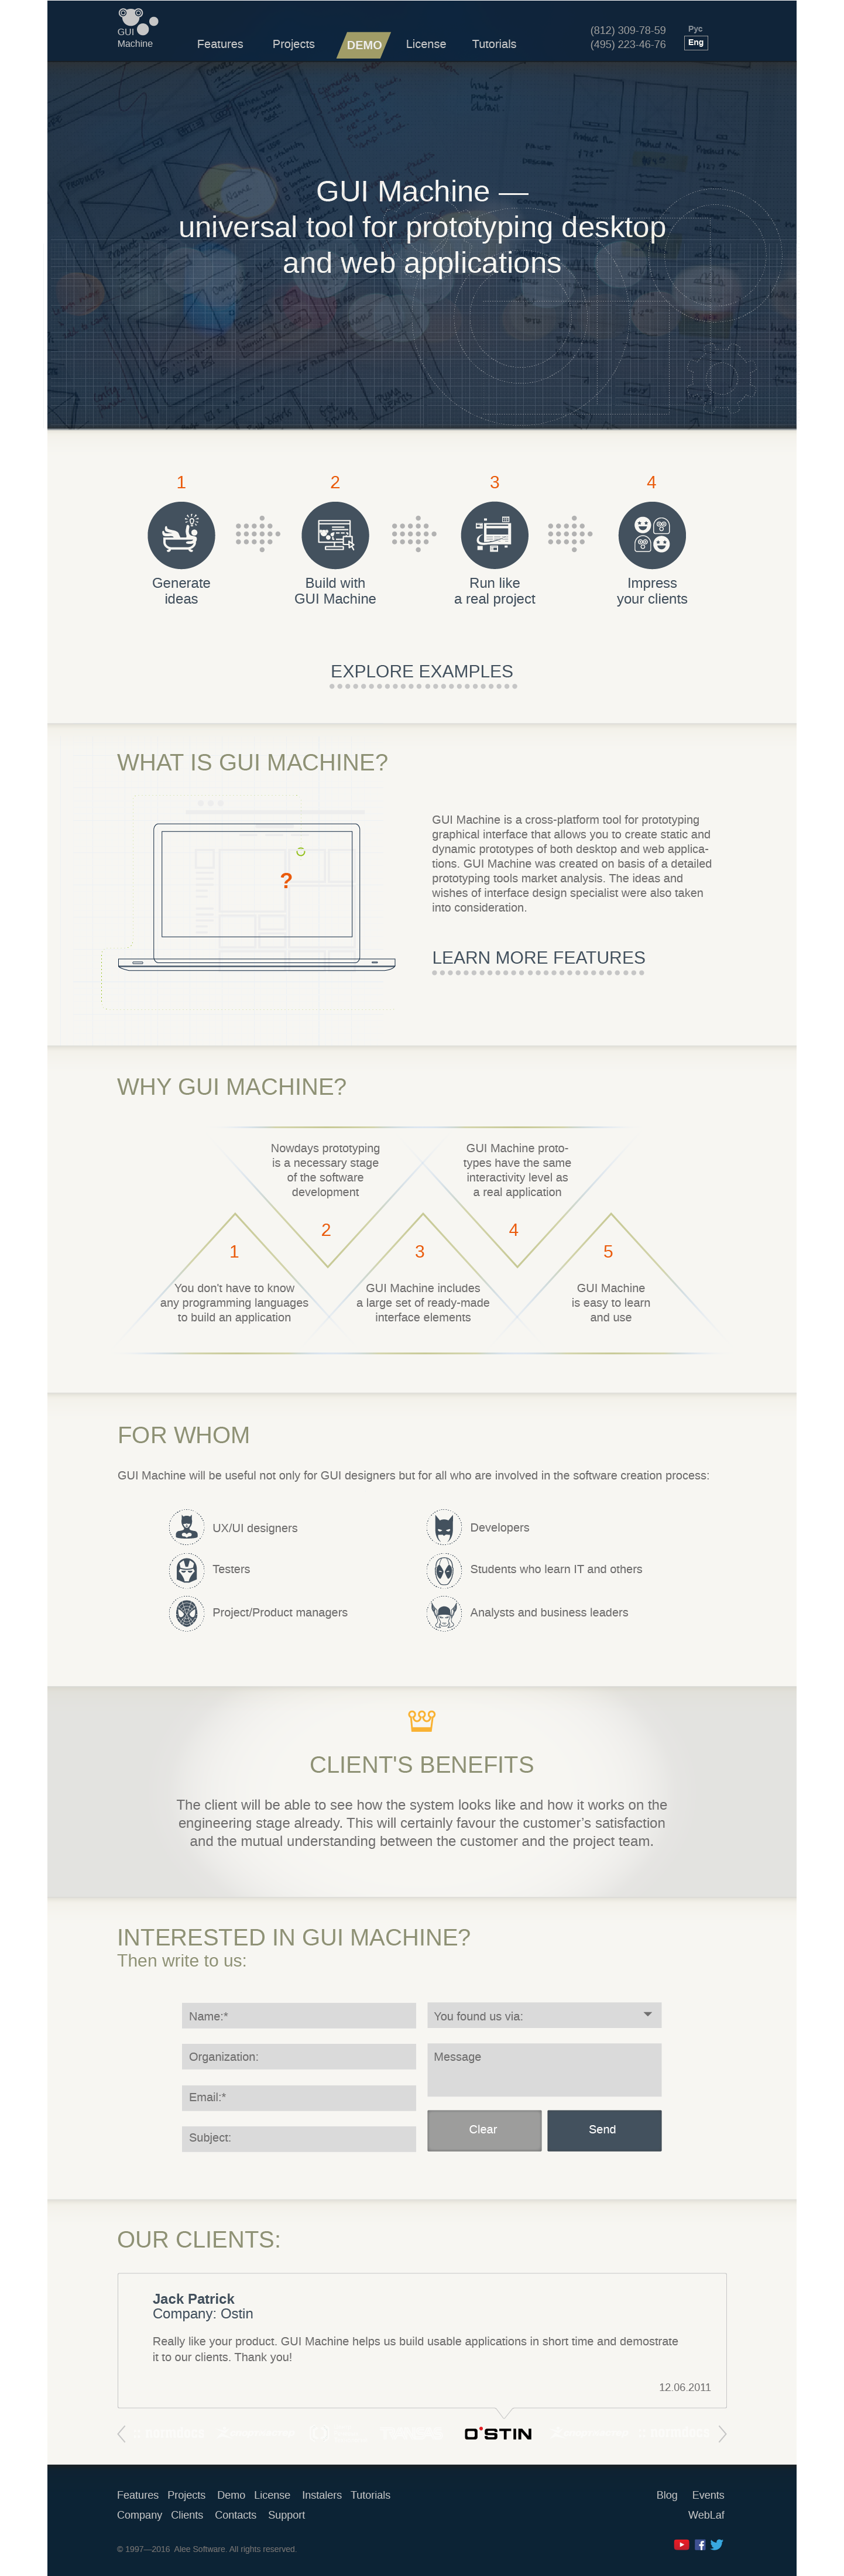 GUI
Machine
Features Projects DEMO License Tutorials
(812) 309-78-59
(495) 223-46-76
Рус
Eng
GUI Machine —
universal tool for prototyping desktop
and web applications
1 2 3 4
Generate
ideas
Build with
GUI Machine
Run like
a real project
Impress
your clients
EXPLORE EXAMPLES
WHAT IS GUI MACHINE?
?
GUI Machine is a cross-platform tool for prototyping
graphical interface that allows you to create static and
dynamic prototypes of both desktop and web applica-
tions. GUI Machine was created on basis of a detailed
prototyping tools market analysis. The ideas and
wishes of interface design specialist were also taken
into consideration.
LEARN MORE FEATURES
WHY GUI MACHINE?
Nowdays prototyping
is a necessary stage
of the software
development
2
GUI Machine proto-
types have the same
interactivity level as
a real application
4
1
You don't have to know
any programming languages
to build an application
3
GUI Machine includes
a large set of ready-made
interface elements
5
GUI Machine
is easy to learn
and use
FOR WHOM
GUI Machine will be useful not only for GUI designers but for all who are involved in the software creation process:
UX/UI designers
Developers
Testers
Students who learn IT and others
Project/Product managers
Analysts and business leaders
CLIENT'S BENEFITS
The client will be able to see how the system looks like and how it works on the
engineering stage already. This will certainly favour the customer’s satisfaction
and the mutual understanding between the customer and the project team.
INTERESTED IN GUI MACHINE?
Then write to us:
Name:*
Organization:
Email:*
Subject:
You found us via:
Message
Clear
Send
OUR CLIENTS:
Jack Patrick
Company: Ostin
Really like your product. GUI Machine helps us build usable applications in short time and demostrate
it to our clients. Thank you!
12.06.2011
O'STIN
Features Projects Demo License Instalers Tutorials
Company Clients Contacts Support
Blog Events
WebLaf
© 1997—2016 Alee Software. All rights reserved.